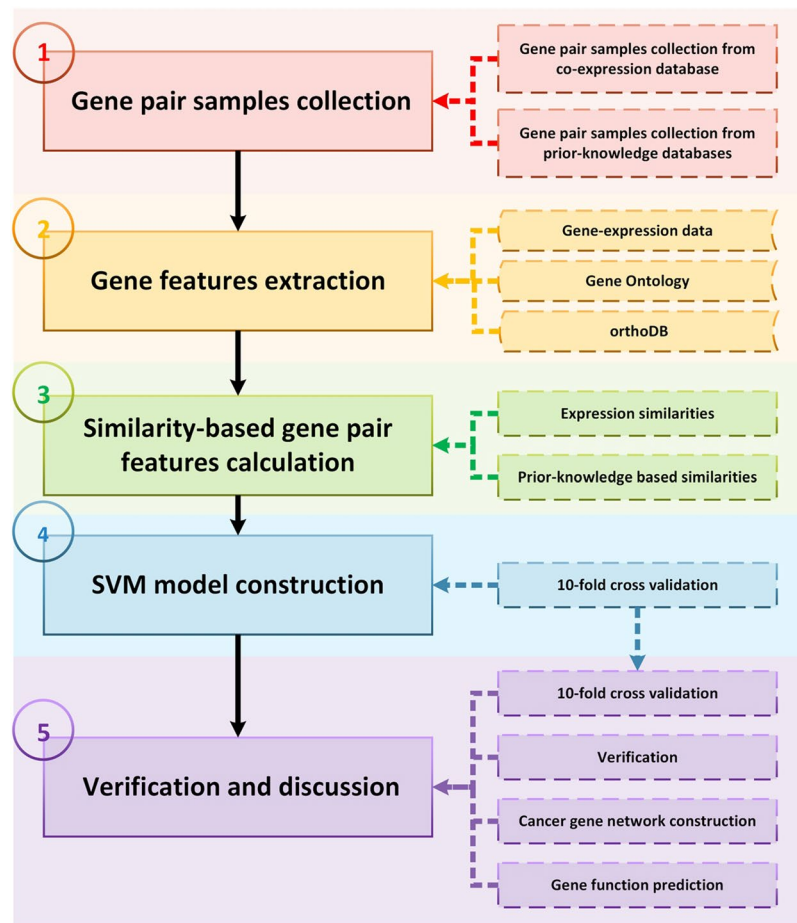 1
Gene pair samples collection
Gene pair samples collection from
co-expression database
Gene pair samples collection from
prior-knowledge databases
2
Gene features extraction
Gene-expression data
Gene Ontology
orthoDB
3
Similarity-based gene pair
features calculation
Expression similarities
Prior-knowledge based similarities
4
SVM model construction
10-fold cross validation
5
Verification and discussion
10-fold cross validation
Verification
Cancer gene network construction
Gene function prediction